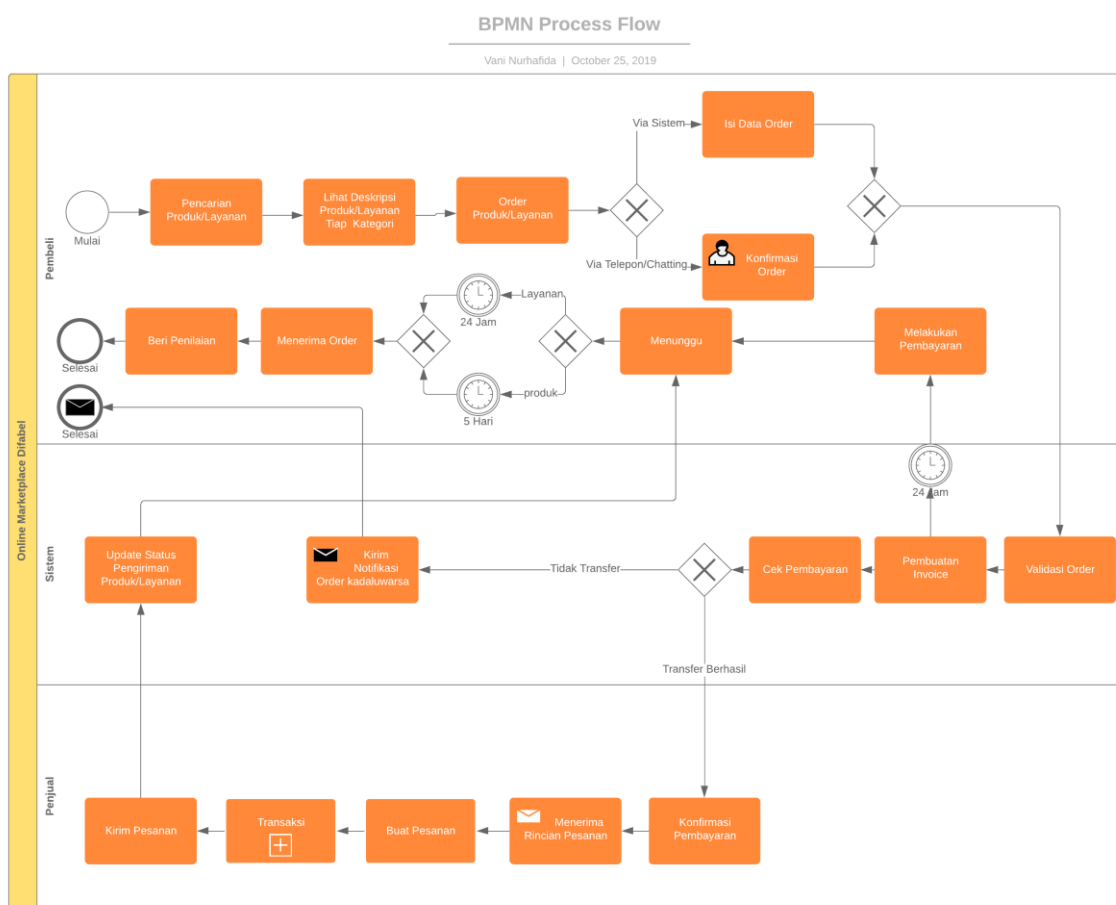 BPMN Process Flow
Vani Nurhafida | October 25, 2019
Online Marketplace Difabel
Pembeli
Mulai
Pencarian
Produk/Layanan
Lihat Deskripsi
Produk/Layanan
Tiap Kategori
Order
Produk/Layanan
Via Sistem
Isi Data Order
Via Telepon/Chatting
Konfirmasi
Order
Selesai
Beri Penilaian
Menerima Order
Layanan
24 Jam
produk
5 Hari
Menunggu
Melakukan
Pembayaran
Selesai
Sistem
24 Jam
Update Status
Pengiriman
Produk/Layanan
Kirim
Notifikasi
Order kadaluwarsa
Tidak Transfer
Cek Pembayaran
Pembuatan
Invoice
Validasi Order
Transfer Berhasil
Penjual
Kirim Pesanan
Transaksi
Buat Pesanan
Menerima
Rincian Pesanan
Konfirmasi
Pembayaran